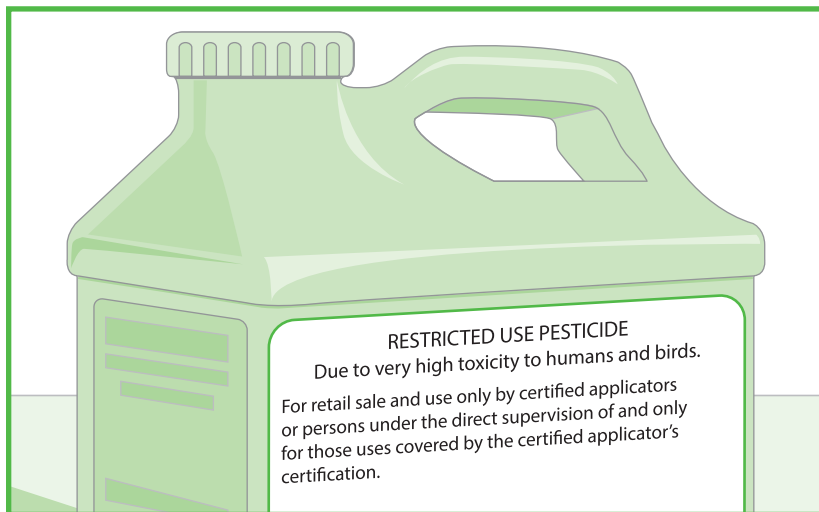 RESTRICTED USE PESTICIDE
Due to very high toxicity to humans and birds.
For retail sale and use only by certified applicators
or persons under the direct supervision of and only
for those uses covered by the certified applicator’s
certification.